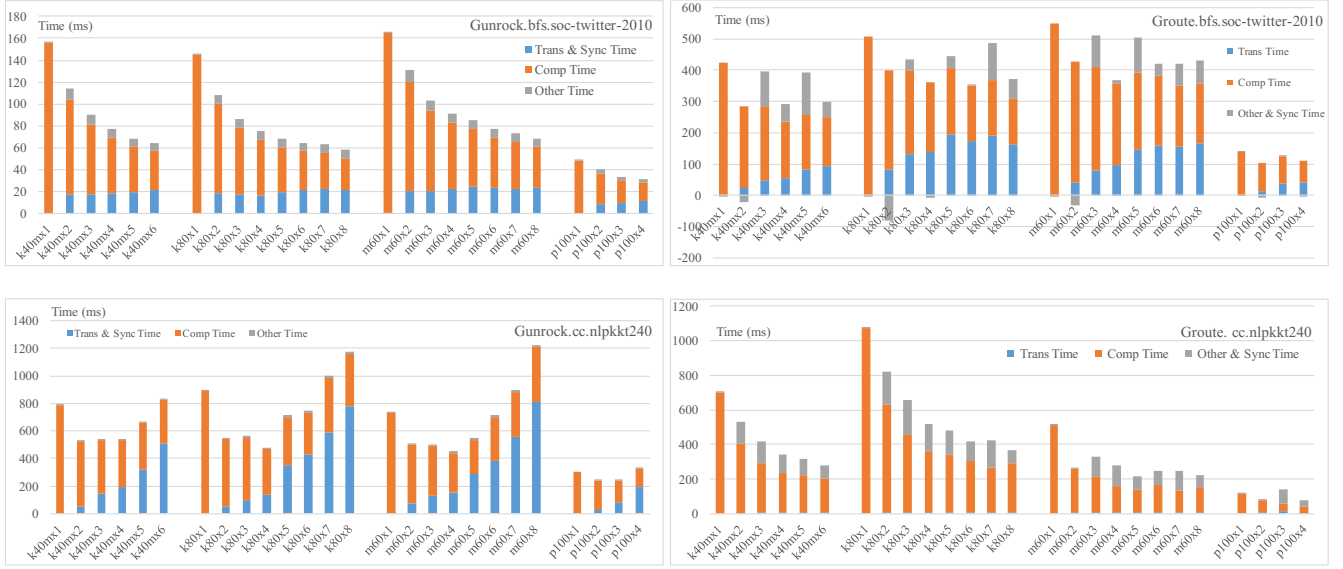 Time (ms)
Gunrock.bfs.soc-twitter-2010
Trans & Sync Time
Comp Time
Other Time
180
160
140
120
100
80
60
40
20
0
k40mx1 k40mx2 k40mx3 k40mx4 k40mx5 k40mx6 k80x1 k80x2 k80x3 k80x4 k80x5 k80x6 k80x7 k80x8 m60x1 m60x2 m60x3 m60x4 m60x5 m60x6 m60x7 m60x8 p100x1 p100x2 p100x3 p100x4
Time (ms)
Groute.bfs.soc-twitter-2010
Trans Time
Comp Time
Other & Sync Time
600
500
400
300
200
100
0
-100
-200
k40mx1 k40mx2 k40mx3 k40mx4 k40mx5 k40mx6 k80x1 k80x2 k80x3 k80x4 k80x5 k80x6 k80x7 k80x8 m60x1 m60x2 m60x3 m60x4 m60x5 m60x6 m60x7 m60x8 p100x1 p100x2 p100x3 p100x4
Time (ms)
Trans & Sync Time Comp Time Other Time
Gunrock.cc.nlpkkt240
1400
1200
1000
800
600
400
200
0
k40mx1 k40mx2 k40mx3 k40mx4 k40mx5 k40mx6 k80x1 k80x2 k80x3 k80x4 k80x5 k80x6 k80x7 k80x8 m60x1 m60x2 m60x3 m60x4 m60x5 m60x6 m60x7 m60x8 p100x1 p100x2 p100x3 p100x4
Time (ms)
Groute. cc.nlpkkt240
Trans Time Comp Time Other & Sync Time
1200
1000
800
600
400
200
0
k40mx1 k40mx2 k40mx3 k40mx4 k40mx5 k40mx6 k80x1 k80x2 k80x3 k80x4 k80x5 k80x6 k80x7 k80x8 m60x1 m60x2 m60x3 m60x4 m60x5 m60x6 m60x7 m60x8 p100x1 p100x2 p100x3 p100x4